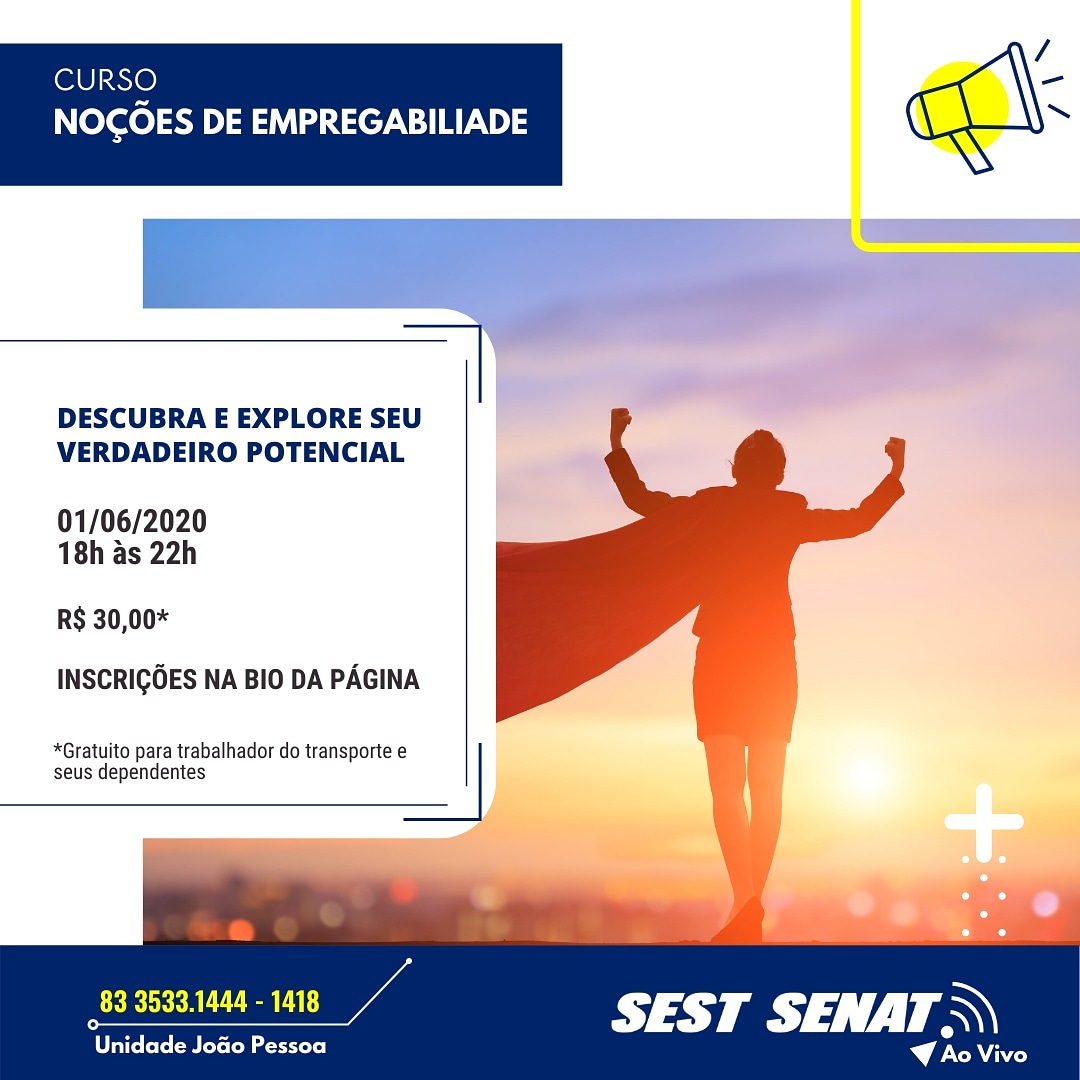 CURSO
NOÇÕES DE EMPREGABILIADE
DESCUBRA E EXPLORE SEU
VERDADEIRO POTENCIAL
01/06/2020
18h às 22h
R$ 30,00*
INSCRIÇÕES NA BIO DA PÁGINA
*Gratuito para trabalhador do transporte e
seus dependentes
83 3533.1444 - 1418
Unidade João Pessoa
SEST SENAT
Ao Vivo